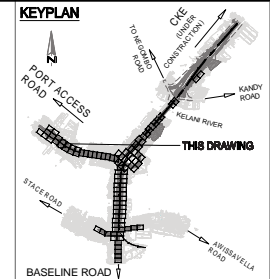 KEYPLAN
N
CKE
(UNDER
CONSTRACTION)
TO NEGOMBO
ROAD
PORT ACCESS
ROAD
KANDY
ROAD
KELANI RIVER
THIS DRAWING
STACE ROAD
AWISSAVELLA
ROAD
BASELINE ROAD